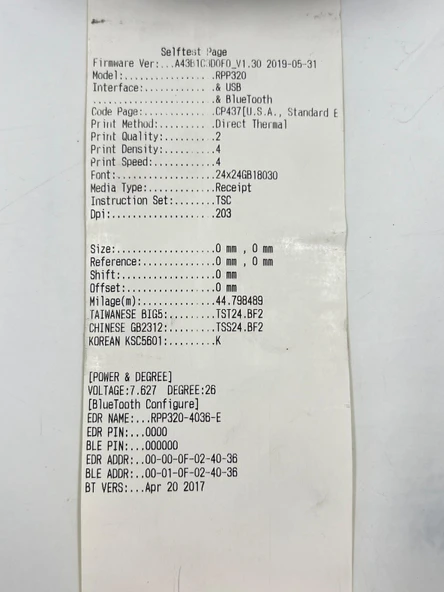 Selftest Page
Firmware Ver:...A43B1C3D0FD_V1.30 2019-05-31
Model:................RPP320
Interface:............& USB
......................& BlueTooth
Code Page:............CP437[U.S.A., Standard E
Print Method:.........Direct Thermal
Print Quality:........2
Print Density:........4
Print Speed:..........4
Font:.................24x24GB18030
Media Type:...........Receipt
Instruction Set:......TSC
Dpi:..................203
Size:.................0 mm , 0 mm
Reference:............0 mm , 0 mm
Shift:................0 mm
Offset:...............0 mm
Milage(m):............44.798489
TAIWANESE BIG5:.......TST24.BF2
CHINESE GB2312:.......TSS24.BF2
KOREAN KSC5601:.......K
[POWER & DEGREE]
VOLTAGE:7.627 DEGREE:26
[BlueTooth Configure]
EDR NAME:...RPP320-4036-E
EDR PIN:...0000
BLE PIN:...000000
EDR ADDR:..00-00-0F-02-40-36
BLE ADDR:..00-01-0F-02-40-36
BT VERS:...Apr 20 2017